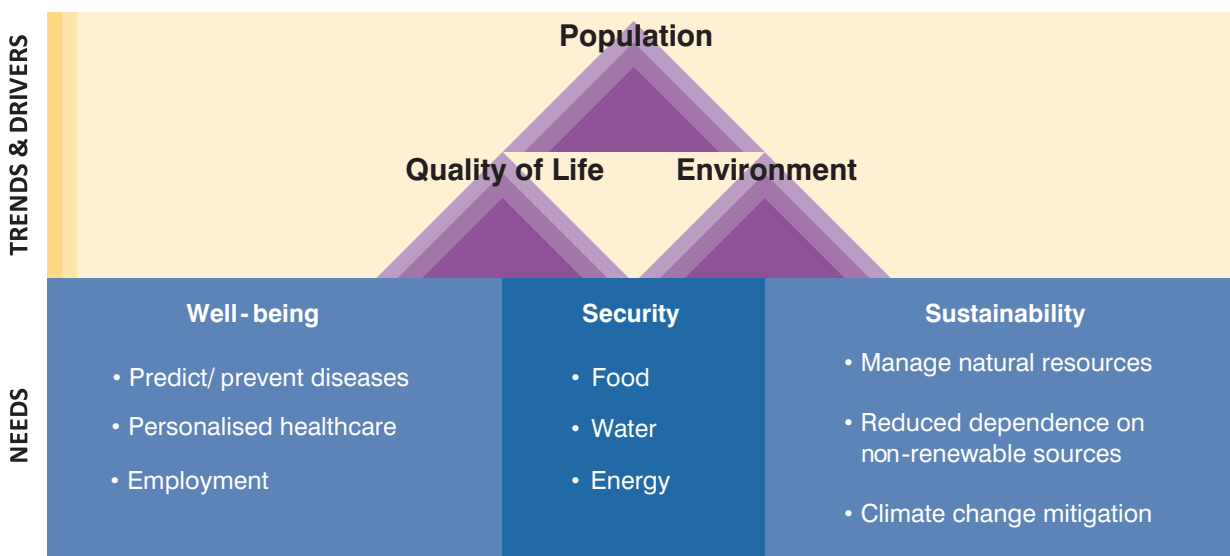 TRENDS & DRIVERS
Population
Quality of Life
Environment
NEEDS
Well-being
• Predict/ prevent diseases
• Personalised healthcare
• Employment
Security
• Food
• Water
• Energy
Sustainability
• Manage natural resources
• Reduced dependence on
non-renewable sources
• Climate change mitigation